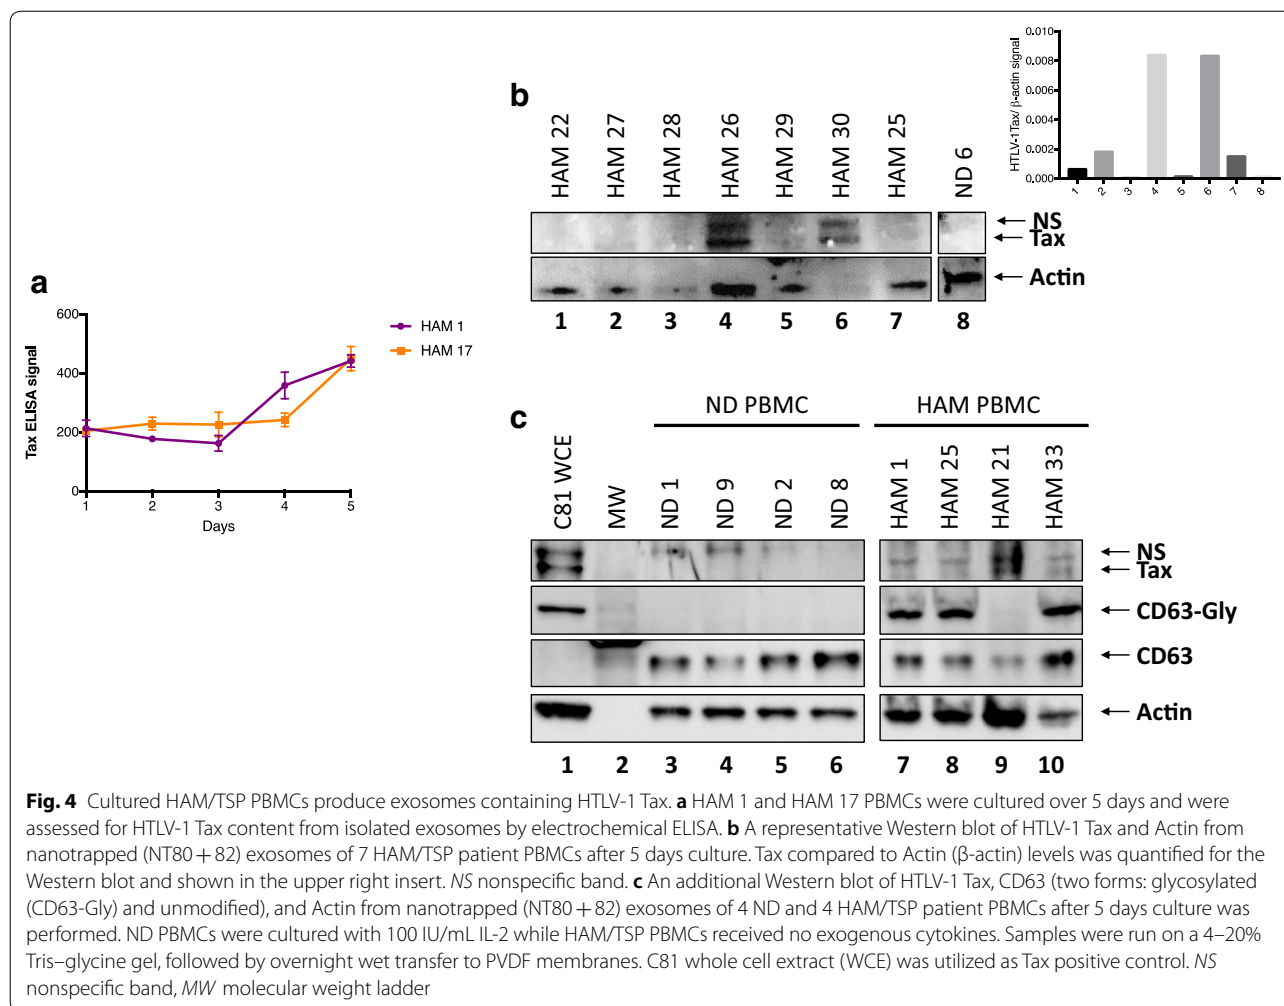 b
HAM 22
HAM 27
HAM 28
HAM 26
HAM 29
HAM 30
HAM 25
ND 6
HTLV-1Tax/ β-actin signal
0.010
0.008
0.006
0.004
0.002
0.000
1 2 3 4 5 6 7 8
NS
Tax
Actin
1 2 3 4 5 6 7 8
a
Tax ELISA signal
600
400
200
0
1 2 3 4 5
Days
HAM 1
HAM 17
c
ND PBMC HAM PBMC
C81 WCE
MW
ND 1
ND 9
ND 2
ND 8
HAM 1
HAM 25
HAM 21
HAM 33
NS
Tax
CD63-Gly
CD63
Actin
1 2 3 4 5 6 7 8 9 10
Fig. 4 Cultured HAM/TSP PBMCs produce exosomes containing HTLV-1 Tax. a HAM 1 and HAM 17 PBMCs were cultured over 5 days and were
assessed for HTLV-1 Tax content from isolated exosomes by electrochemical ELISA. b A representative Western blot of HTLV-1 Tax and Actin from
nanotrapped (NT80 + 82) exosomes of 7 HAM/TSP patient PBMCs after 5 days culture. Tax compared to Actin (β-actin) levels was quantified for the
Western blot and shown in the upper right insert. NS nonspecific band. c An additional Western blot of HTLV-1 Tax, CD63 (two forms: glycosylated
(CD63-Gly) and unmodified), and Actin from nanotrapped (NT80 + 82) exosomes of 4 ND and 4 HAM/TSP patient PBMCs after 5 days culture was
performed. ND PBMCs were cultured with 100 IU/mL IL-2 while HAM/TSP PBMCs received no exogenous cytokines. Samples were run on a 4–20%
Tris–glycine gel, followed by overnight wet transfer to PVDF membranes. C81 whole cell extract (WCE) was utilized as Tax positive control. NS
nonspecific band, MW molecular weight ladder